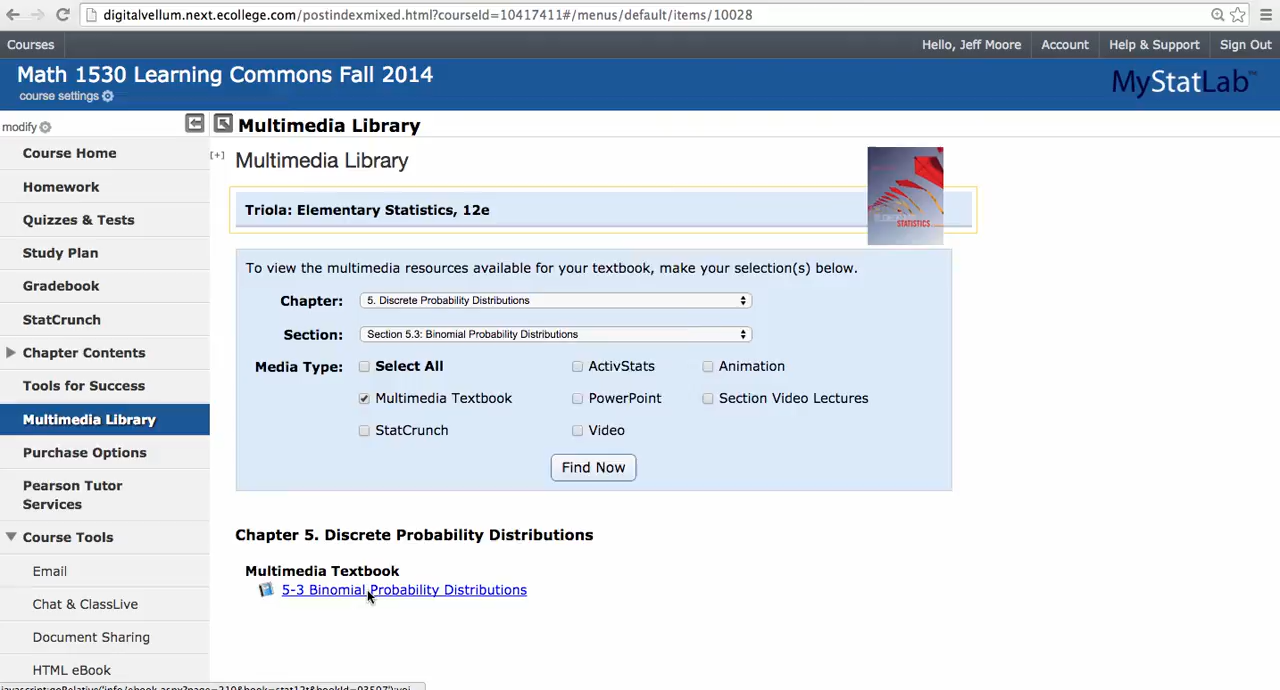 digitalvellum.next.ecollege.com/postindexmixed.html?courseId=10417411#/menus/default/items/10028
Courses
Hello, Jeff Moore
Account
Help & Support
Sign Out
Math 1530 Learning Commons Fall 2014
course settings
MyStatLab™
modify
Multimedia Library
Course Home
Homework
Quizzes & Tests
Study Plan
Gradebook
StatCrunch
Chapter Contents
Tools for Success
Multimedia Library
Purchase Options
Pearson Tutor
Services
Course Tools
Email
Chat & ClassLive
Document Sharing
HTML eBook
[+]
Multimedia Library
Triola: Elementary Statistics, 12e
STATISTICS
To view the multimedia resources available for your textbook, make your selection(s) below.
Chapter: 5. Discrete Probability Distributions
Section: Section 5.3: Binomial Probability Distributions
Media Type: Select All ActivStats Animation
Multimedia Textbook PowerPoint Section Video Lectures
StatCrunch Video
Find Now
Chapter 5. Discrete Probability Distributions
Multimedia Textbook
5-3 Binomial Probability Distributions